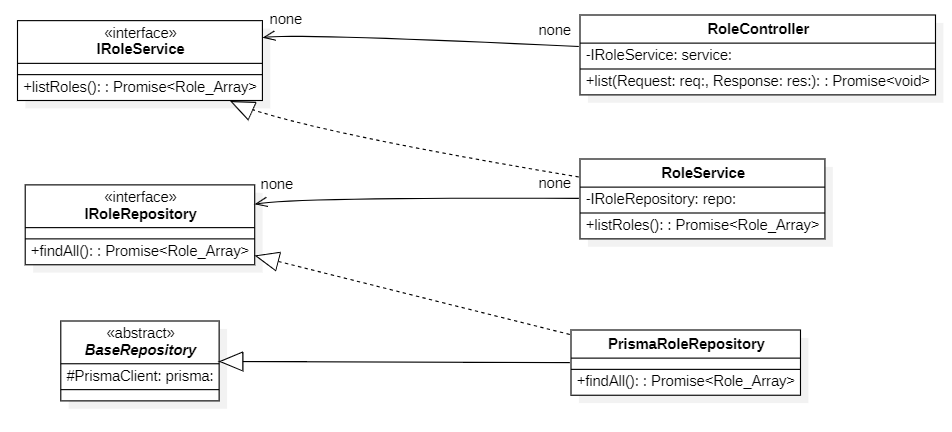 «interface»
IRoleService
+listRoles(): : Promise<Role_Array>
none
none
RoleController
-IRoleService: service:
+list(Request: req:, Response: res:): : Promise<void>
«interface»
IRoleRepository
+findAll(): : Promise<Role_Array>
none
none
RoleService
-IRoleRepository: repo:
+listRoles(): : Promise<Role_Array>
«abstract»
BaseRepository
#PrismaClient: prisma:
PrismaRoleRepository
+findAll(): : Promise<Role_Array>